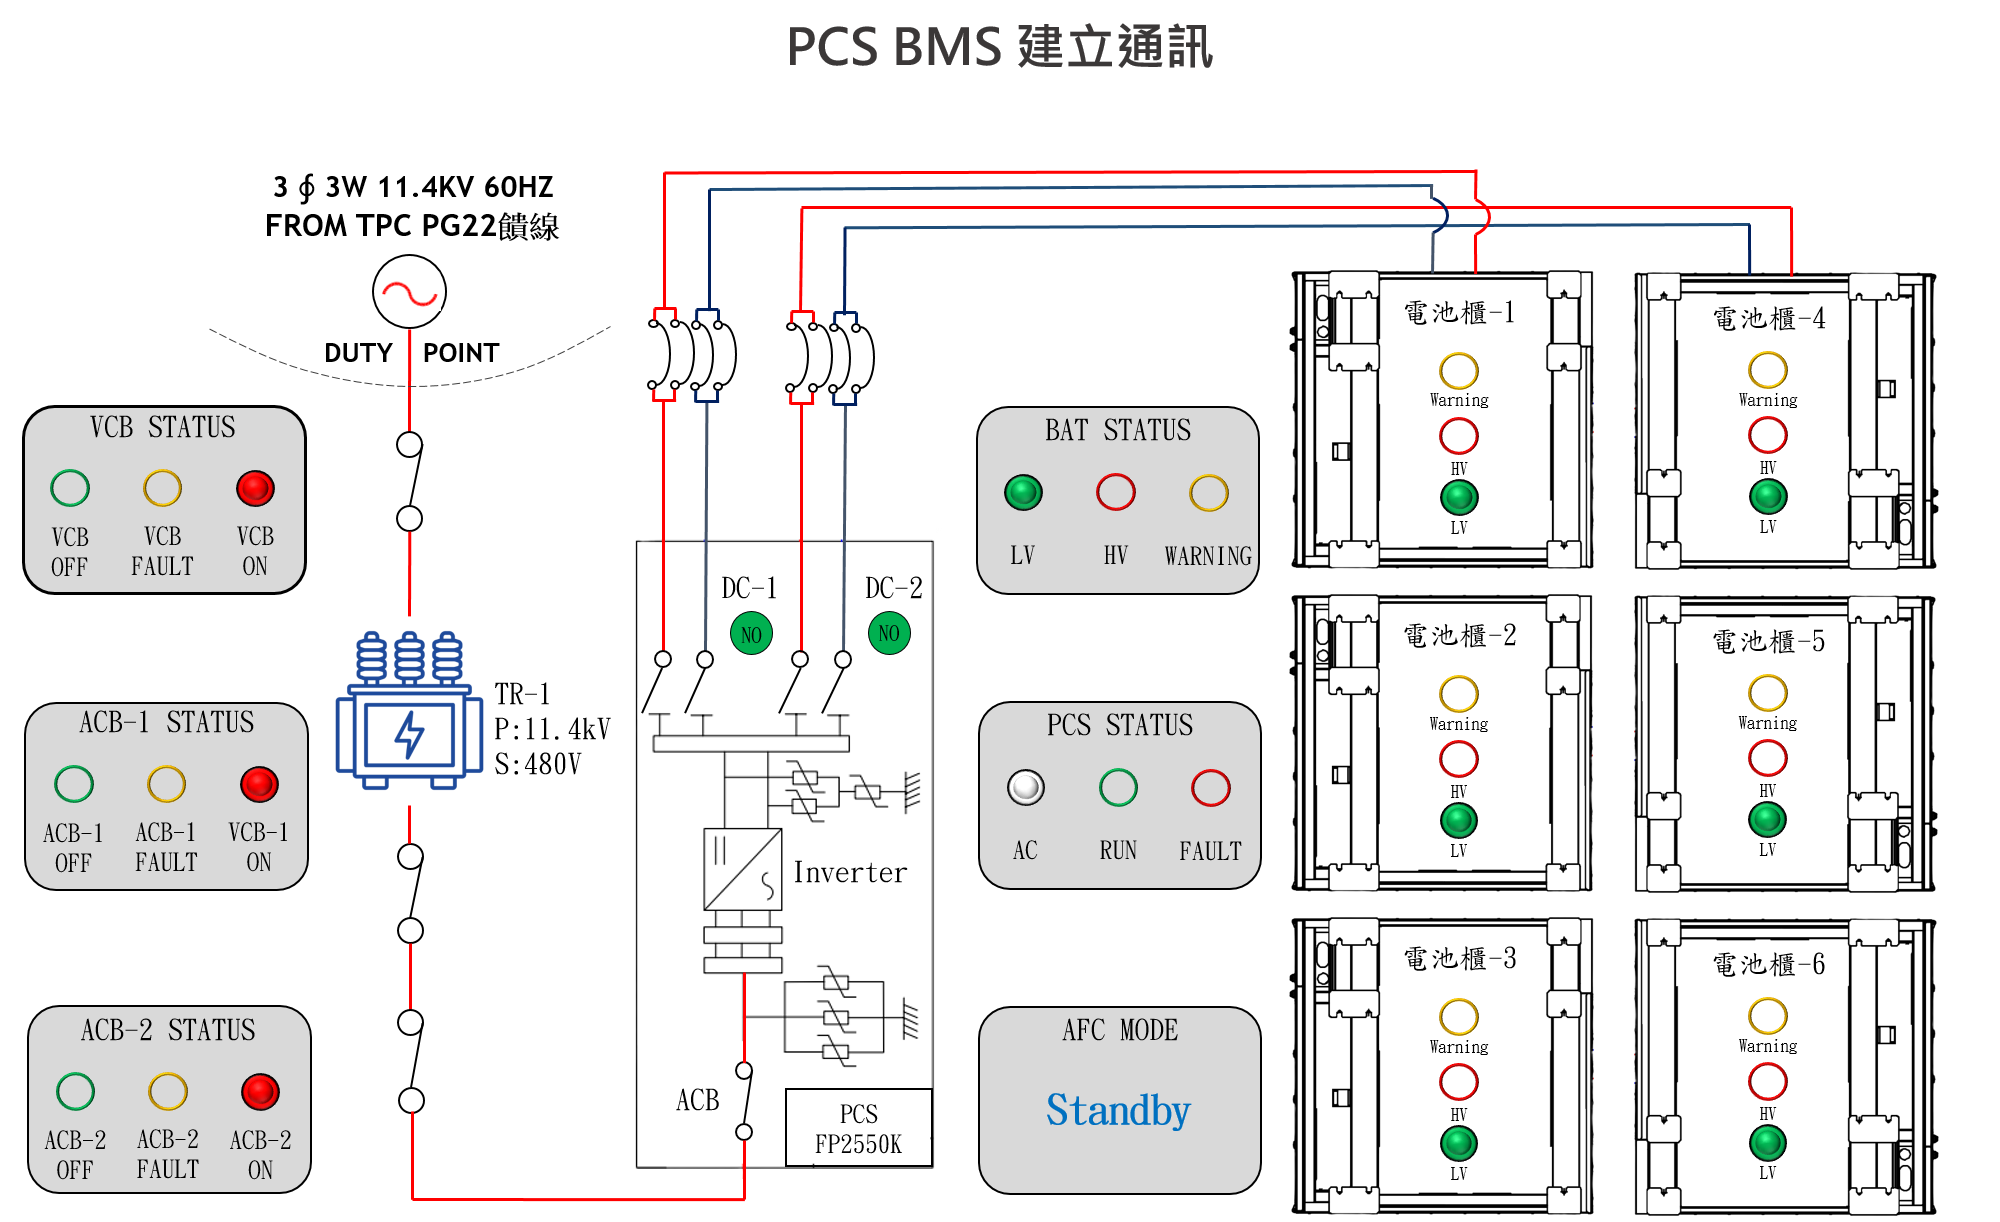 PCS BMS 建立通訊
3 ∮ 3W 11.4KV 60HZ
FROM TPC PG22饋線
DUTY POINT
VCB STATUS
VCB OFF
VCB FAULT
VCB ON
ACB-1 STATUS
ACB-1 OFF
ACB-1 FAULT
VCB-1 ON
ACB-2 STATUS
ACB-2 OFF
ACB-2 FAULT
ACB-2 ON
TR-1
P:11.4kV
S:480V
DC-1
NO
DC-2
NO
Inverter
ACB
PCS
FP2550K
BAT STATUS
LV
HV
WARNING
PCS STATUS
AC
RUN
FAULT
AFC MODE
Standby
電池櫃-1
Warning
HV
LV
電池櫃-4
Warning
HV
LV
電池櫃-2
Warning
HV
LV
電池櫃-5
Warning
HV
LV
電池櫃-3
Warning
HV
LV
電池櫃-6
Warning
HV
LV